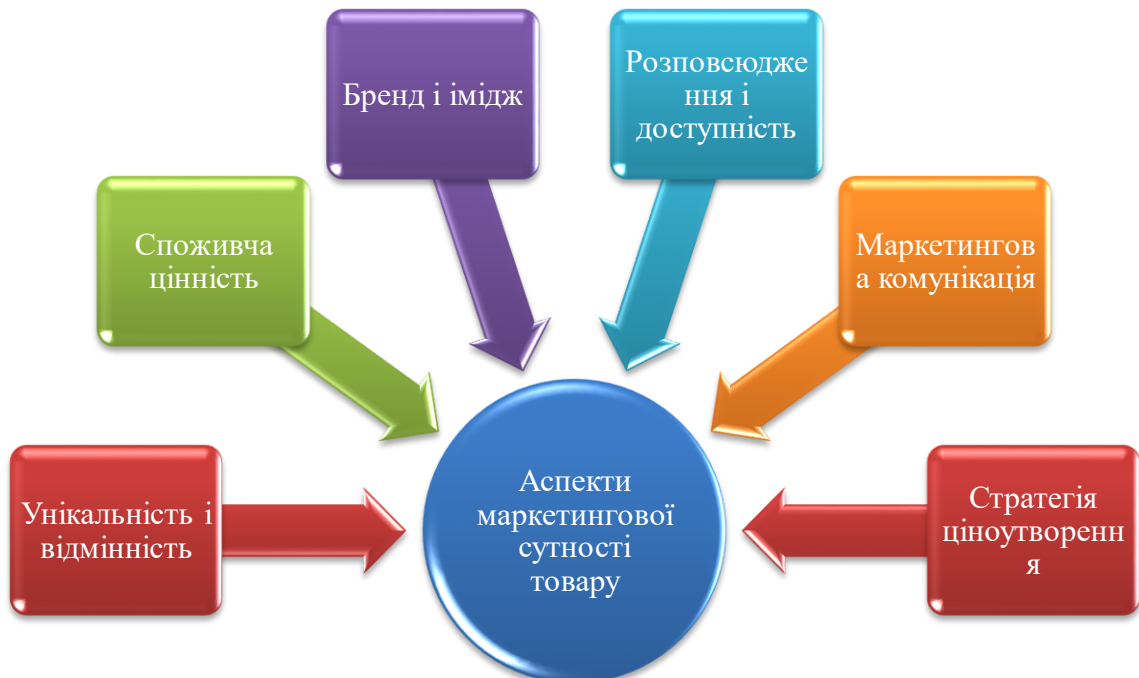 Унікальність і
відмінність
Споживча
цінність
Бренд і імідж
Розповсюдже
ння і
доступність
Маркетингов
а комунікація
Стратегія
ціноутворенн
я
Аспекти
маркетингової
сутності
товару